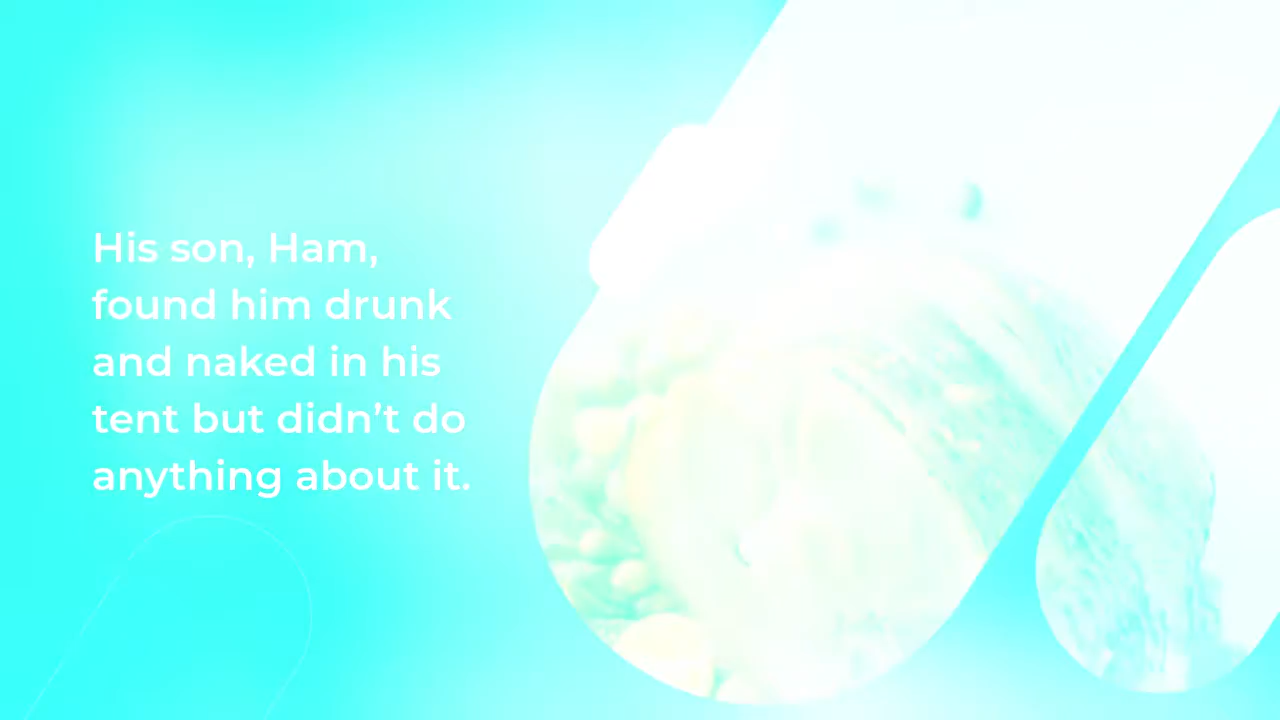 His son, Ham,
found him drunk
and naked in his
tent but didn’t do
anything about it.